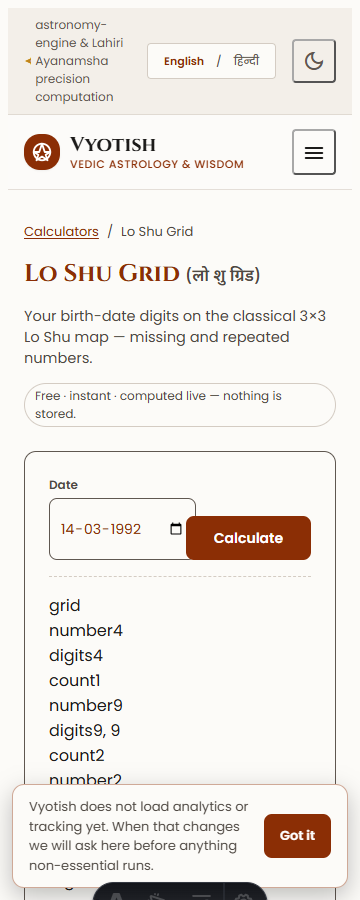 astronomy-
engine & Lahiri
Ayanamsha
precision
computation
English / हिन्दी
Vyotish
VEDIC ASTROLOGY & WISDOM
Calculators / Lo Shu Grid
Lo Shu Grid (लो शु ग्रिड)
Your birth-date digits on the classical 3×3
Lo Shu map — missing and repeated
numbers.
Free · instant · computed live — nothing is
stored.
Date
14-03-1992
Calculate
grid
number4
digits4
count1
number9
digits9, 9
count2
number2
Vyotish does not load analytics or
tracking yet. When that changes
we will ask here before anything
non-essential runs.
Got it